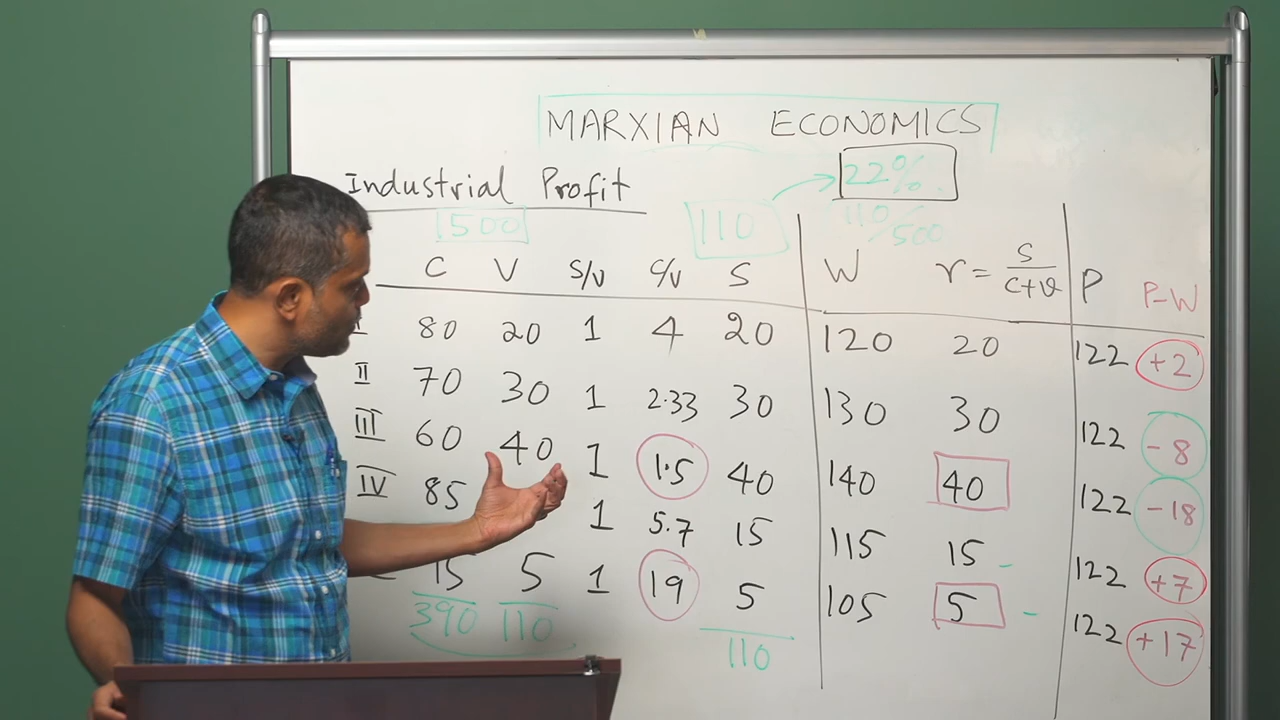 MARXIAN ECONOMICS
Industrial Profit
22%.
1500
110
110/500
C V S/v C/v S W r = S/C+v P P-W
I 80 20 1 4 20 120 20 122 +2
II 70 30 1 2.33 30 130 30 122 -8
III 60 40 1 1.5 40 140 40 122 -18
IV 85 1 5.7 15 115 15 122 +7
15 5 1 19 5 105 5 122 +17
390 110
110